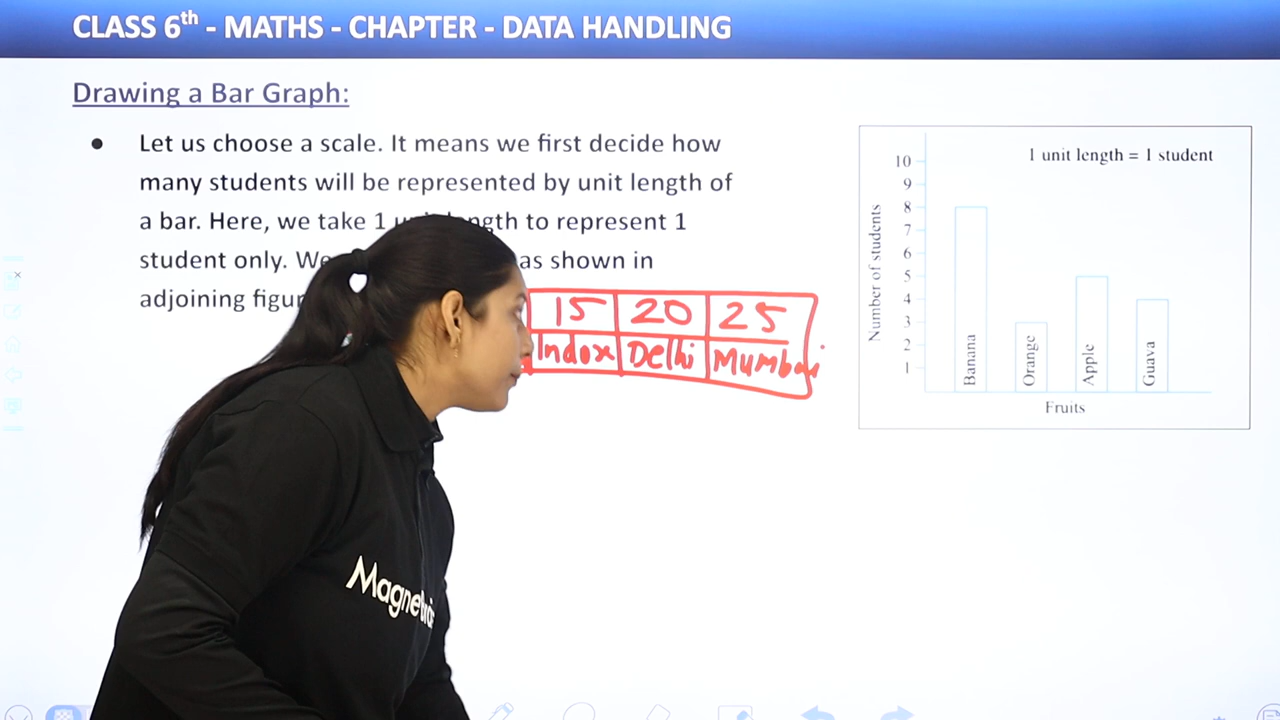 CLASS 6th - MATHS - CHAPTER - DATA HANDLING
Drawing a Bar Graph:
● Let us choose a scale. It means we first decide how
many students will be represented by unit length of
a bar. Here, we take 1 length to represent 1
student only. We as shown in
adjoining
15 20 25
Indox Delhi Mumbai
1 unit length = 1 student
Number of students
10
9
8
7
6
5
4
3
2
1
Banana
Orange
Apple
Guava
Fruits